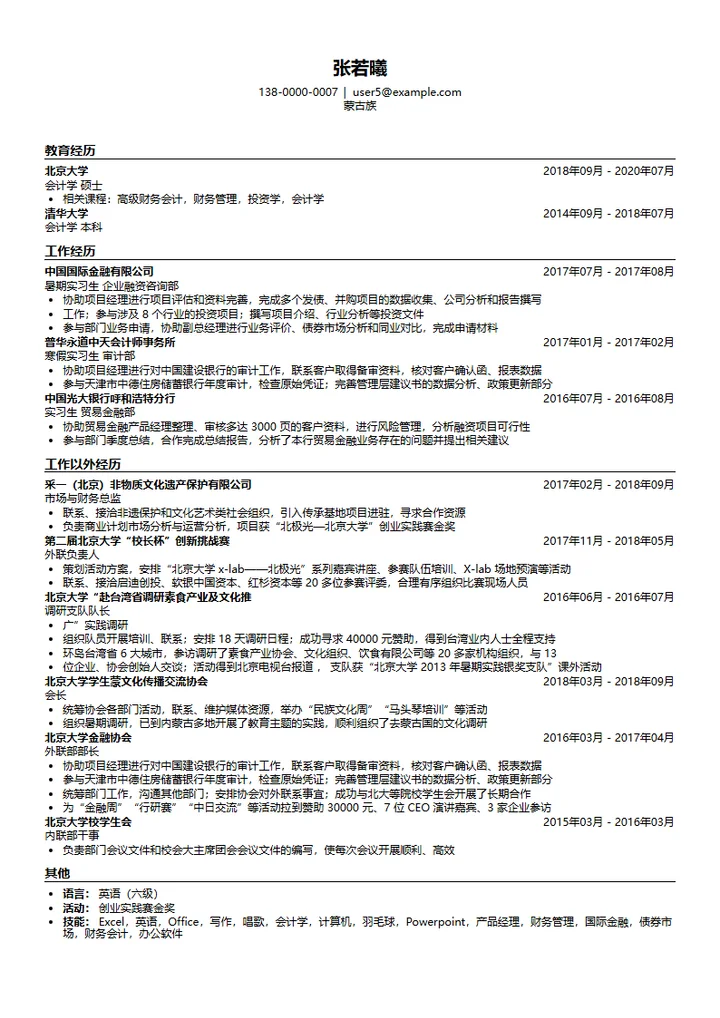 张若曦
138-0000-0007 | user5@example.com
蒙古族
教育经历
北京大学 2018年09月 - 2020年07月
会计学 硕士
• 相关课程：高级财务会计，财务管理，投资学，会计学
清华大学 2014年09月 - 2018年07月
会计学 本科
工作经历
中国国际金融有限公司 2017年07月 - 2017年08月
暑期实习生 企业融资咨询部
• 协助项目经理进行项目评估和资料完善，完成多个发债、并购项目的数据收集、公司分析和报告撰写
• 工作；参与涉及 8 个行业的投资项目；撰写项目介绍、行业分析等投资文件
• 参与部门业务申请，协助副总经理进行业务评价、债券市场分析和同业对比，完成申请材料
普华永道中天会计师事务所 2017年01月 - 2017年02月
寒假实习生 审计部
• 协助项目经理进行对中国建设银行的审计工作，联系客户取得备审资料，核对客户确认函、报表数据
• 参与天津市中德住房储蓄银行年度审计，检查原始凭证；完善管理层建议书的数据分析、政策更新部分
中国光大银行呼和浩特分行 2016年07月 - 2016年08月
实习生 贸易金融部
• 协助贸易金融产品经理整理、审核多达 3000 页的客户资料，进行风险管理，分析融资项目可行性
• 参与部门季度总结，合作完成总结报告，分析了本行贸易金融业务存在的问题并提出相关建议
工作以外经历
采一（北京）非物质文化遗产保护有限公司 2017年02月 - 2018年09月
市场与财务总监
• 联系、接洽非遗保护和文化艺术类社会组织，引入传承基地项目进驻，寻求合作资源
• 负责商业计划市场分析与运营分析，项目获“北极光—北京大学”创业实践赛金奖
第二届北京大学“校长杯”创新挑战赛 2017年11月 - 2018年05月
外联负责人
• 策划活动方案，安排“北京大学 x-lab——北极光”系列嘉宾讲座、参赛队伍培训、X-lab 场地预演等活动
• 联系、接洽启迪创投、软银中国资本、红杉资本等 20 多位参赛评委，合理有序组织比赛现场人员
北京大学“赴台湾省调研素食产业及文化推 2016年06月 - 2016年07月
调研支队队长
• 广”实践调研
• 组织队员开展培训、联系；安排 18 天调研日程；成功寻求 40000 元赞助，得到台湾业内人士全程支持
• 环岛台湾省 6 大城市，参访调研了素食产业协会、文化组织、饮食有限公司等 20 多家机构组织，与 13
• 位企业、协会创始人交谈；活动得到北京电视台报道 ， 支队获“北京大学 2013 年暑期实践银奖支队”课外活动
北京大学学生蒙文化传播交流协会 2018年03月 - 2018年09月
会长
• 统筹协会各部门活动，联系、维护媒体资源，举办“民族文化周”“马头琴培训”等活动
• 组织暑期调研，已到内蒙古多地开展了教育主题的实践，顺利组织了去蒙古国的文化调研
北京大学金融协会 2016年03月 - 2017年04月
外联部部长
• 协助项目经理进行对中国建设银行的审计工作，联系客户取得备审资料，核对客户确认函、报表数据
• 参与天津市中德住房储蓄银行年度审计，检查原始凭证；完善管理层建议书的数据分析、政策更新部分
• 统筹部门工作，沟通其他部门；安排协会对外联系事宜；成功与北大等院校学生会开展了长期合作
• 为“金融周”“行研赛”“中日交流”等活动拉到赞助 30000 元、7 位 CEO 演讲嘉宾、3 家企业参访
北京大学校学生会 2015年03月 - 2016年03月
内联部干事
• 负责部门会议文件和校会大主席团会会议文件的编写，使每次会议开展顺利、高效
其他
• 语言： 英语（六级）
• 活动： 创业实践赛金奖
• 技能： Excel，英语，Office，写作，唱歌，会计学，计算机，羽毛球，Powerpoint，产品经理，财务管理，国际金融，债券市
场，财务会计，办公软件